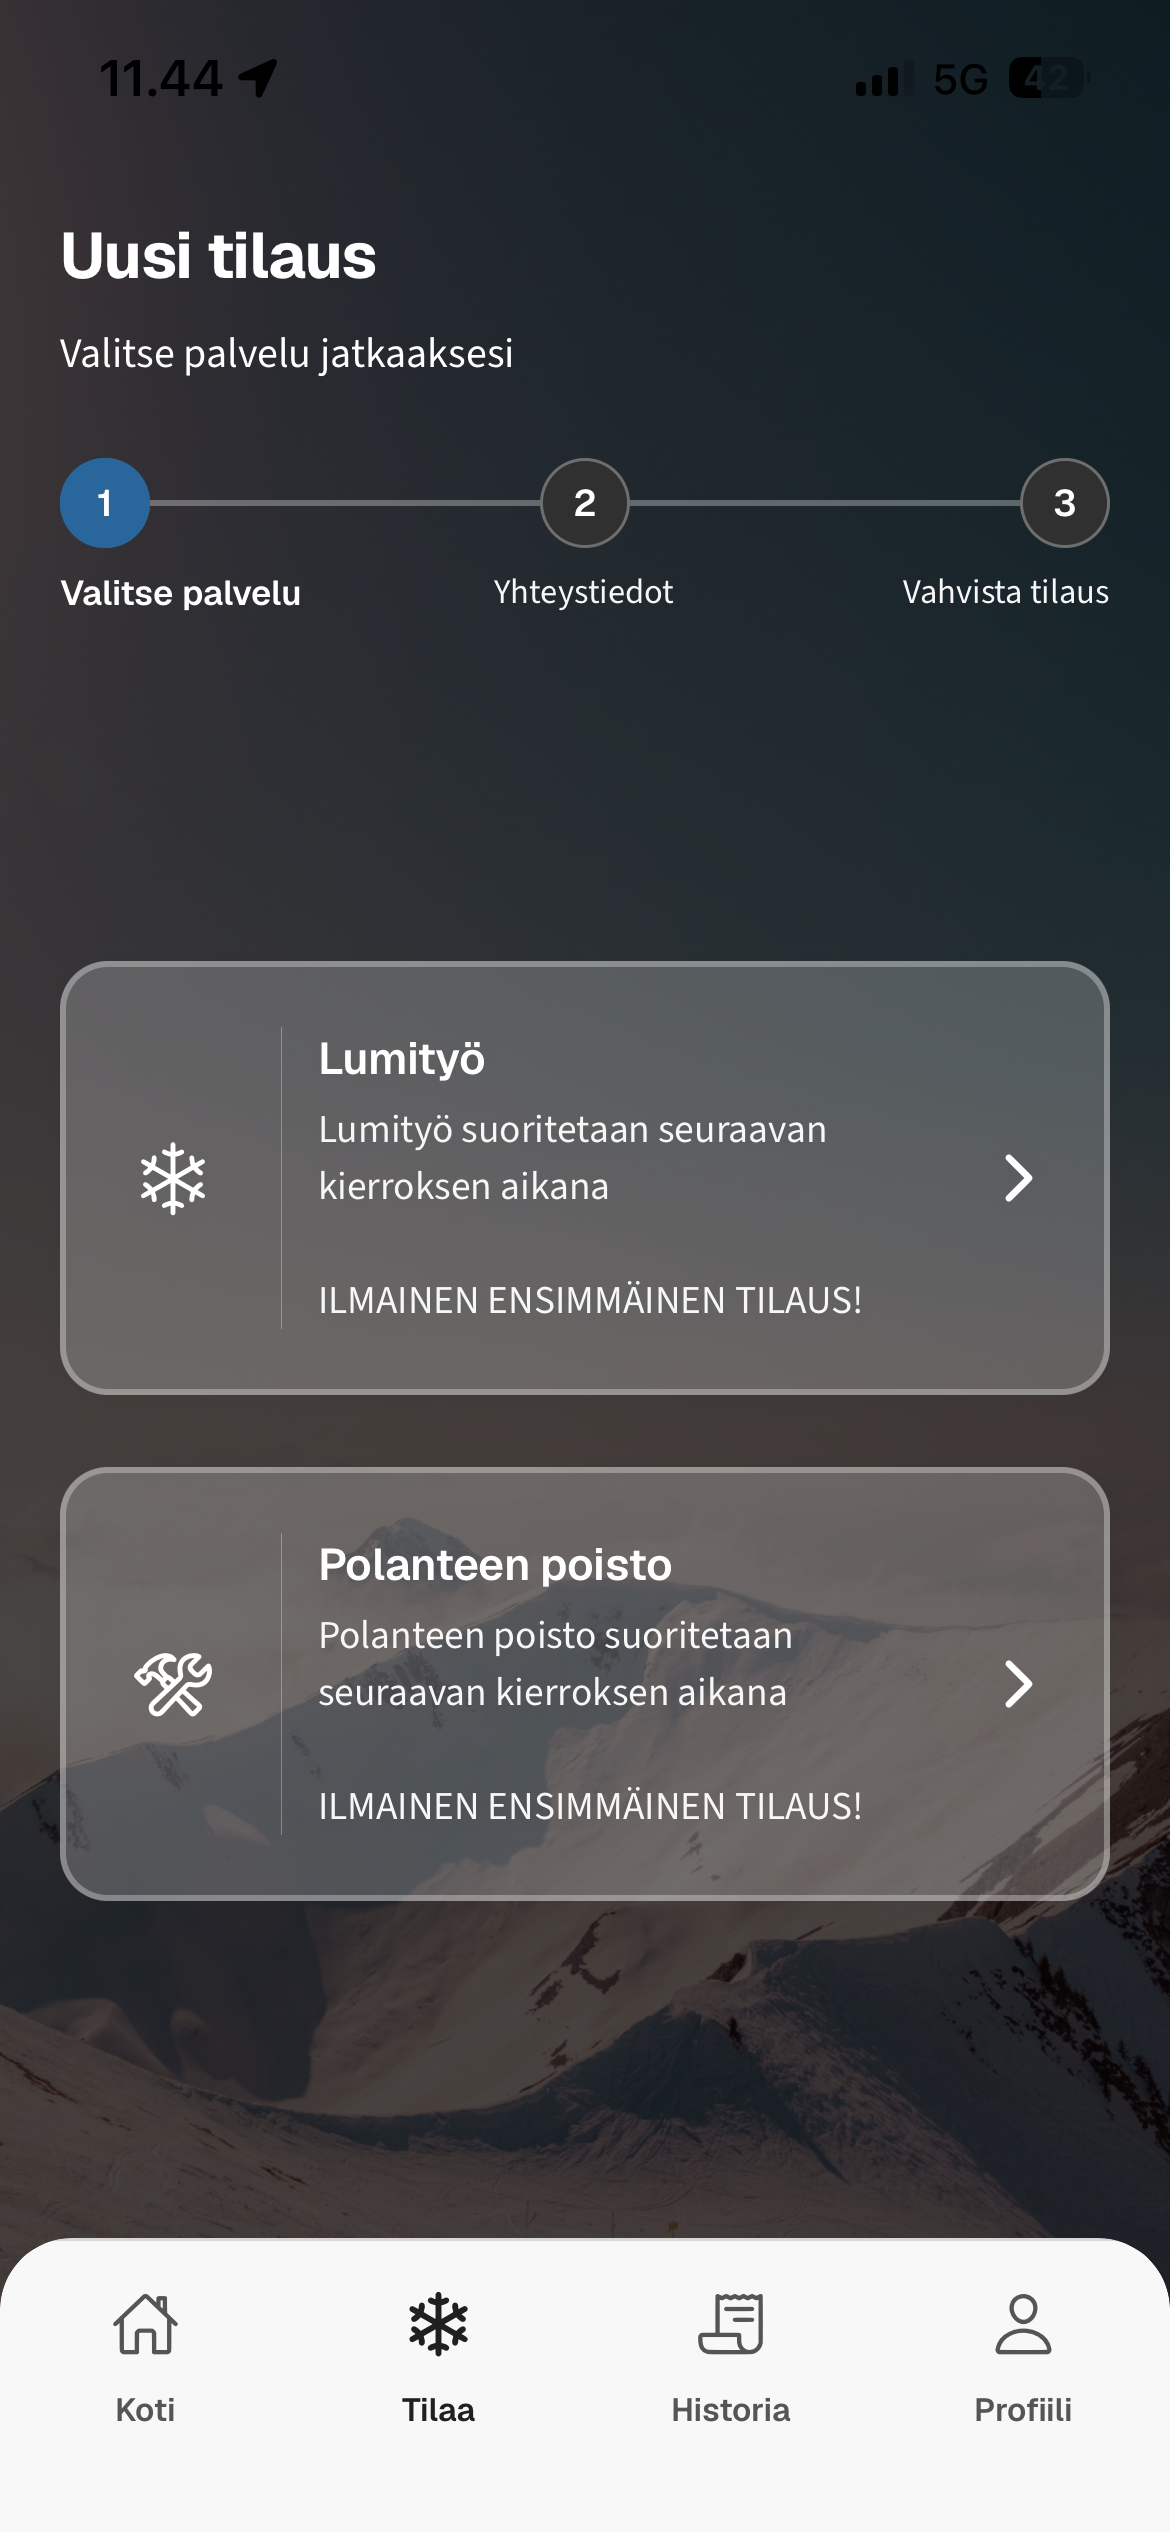 11.44
5G
42
Uusi tilaus
Valitse palvelu jatkaaksesi
1
2
3
Valitse palvelu
Yhteystiedot
Vahvista tilaus
Lumityö
Lumityö suoritetaan seuraavan
kierroksen aikana
ILMAINEN ENSIMMÄINEN TILAUS!
Polanteen poisto
Polanteen poisto suoritetaan
seuraavan kierroksen aikana
ILMAINEN ENSIMMÄINEN TILAUS!
Koti
Tilaa
Historia
Profiili